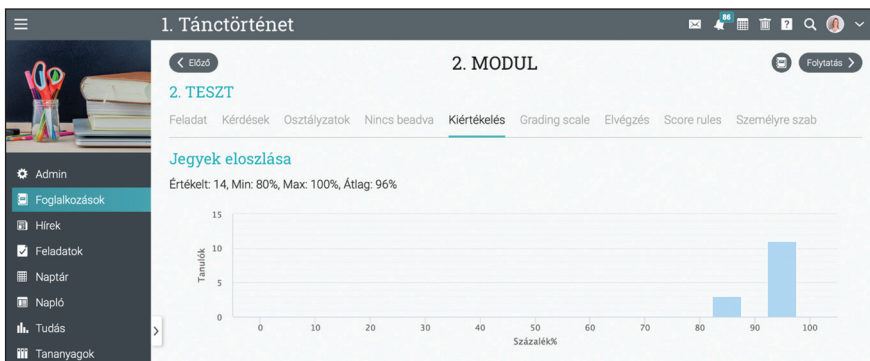 1. Tánctörténet
86
?
Előző
2. MODUL
Folytatás
2. TESZT
Feladat Kérdések Osztályzatok Nincs beadva Kiértékelés Grading scale Elvégzés Score rules Személyre szab
Jegyek eloszlása
Értékelt: 14, Min: 80%, Max: 100%, Átlag: 96%
Admin
Foglalkozások
Hírek
Feladatok
Naptár
Napló
Tudás
Tananyagok
Tanulók
15
10
5
0
0 10 20 30 40 50 60 70 80 90 100
Százalék%